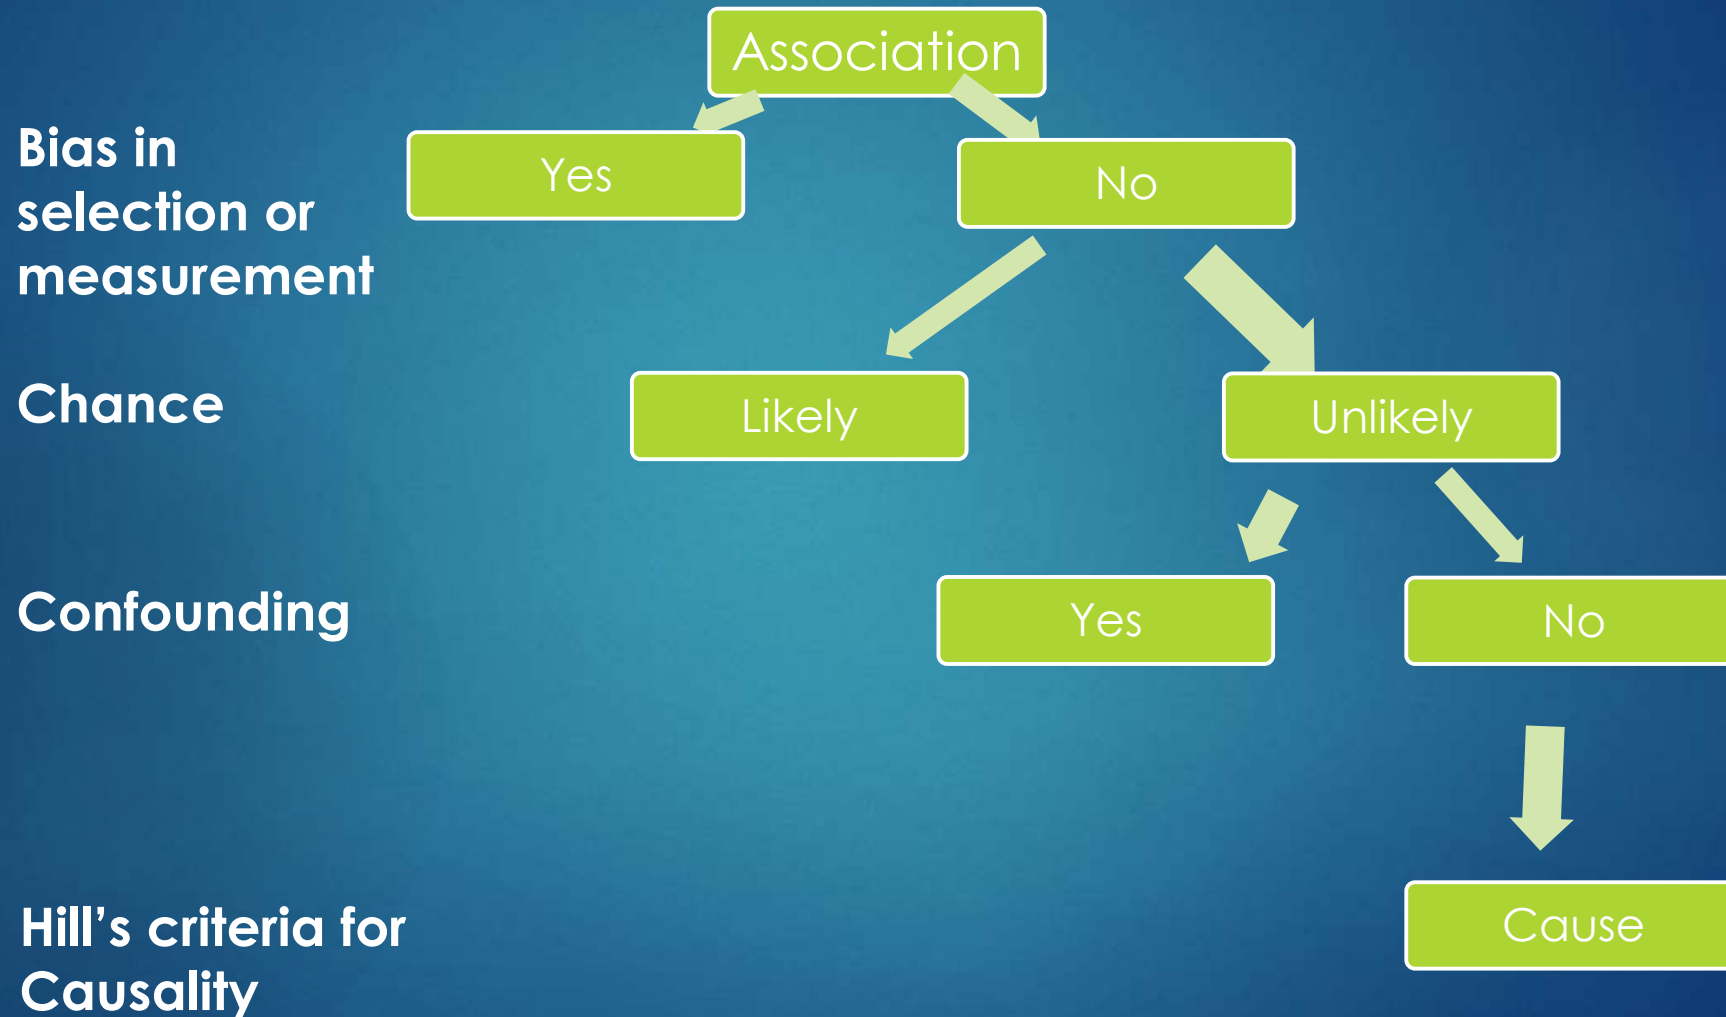 Association
Bias in
selection or
measurement
Yes
No
Chance
Likely
Unlikely
Confounding
Yes
No
Hill’s criteria for
Causality
Cause